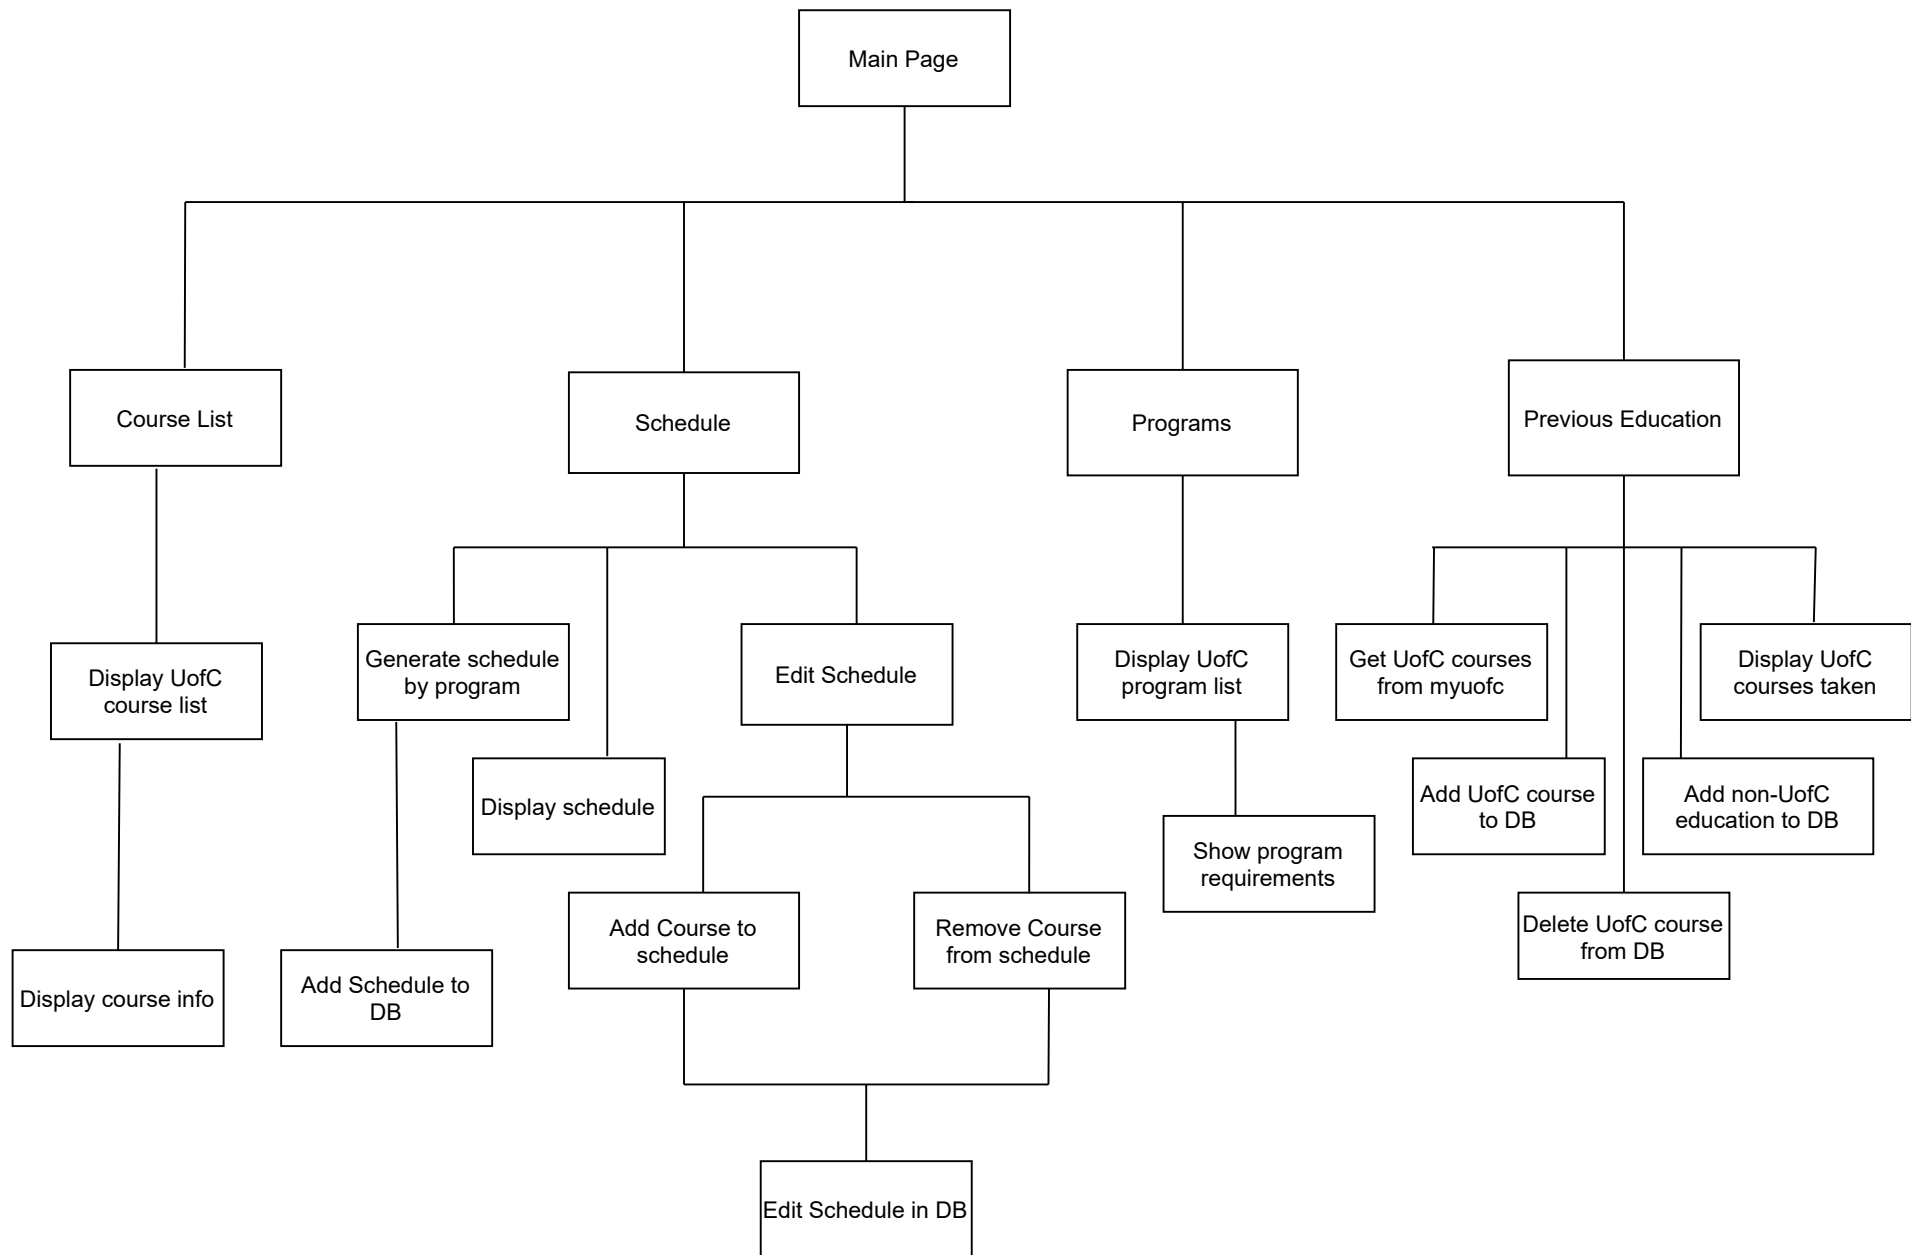 Main Page
Course List
Schedule
Programs
Previous Education
Display UofC
course list
Generate schedule
by program
Edit Schedule
Display UofC
program list
Get UofC courses
from myuofc
Display UofC
courses taken
Display schedule
Add UofC course
to DB
Add non-UofC
education to DB
Show program
requirements
Add Course to
schedule
Remove Course
from schedule
Delete UofC course
from DB
Display course info
Add Schedule to
DB
Edit Schedule in DB